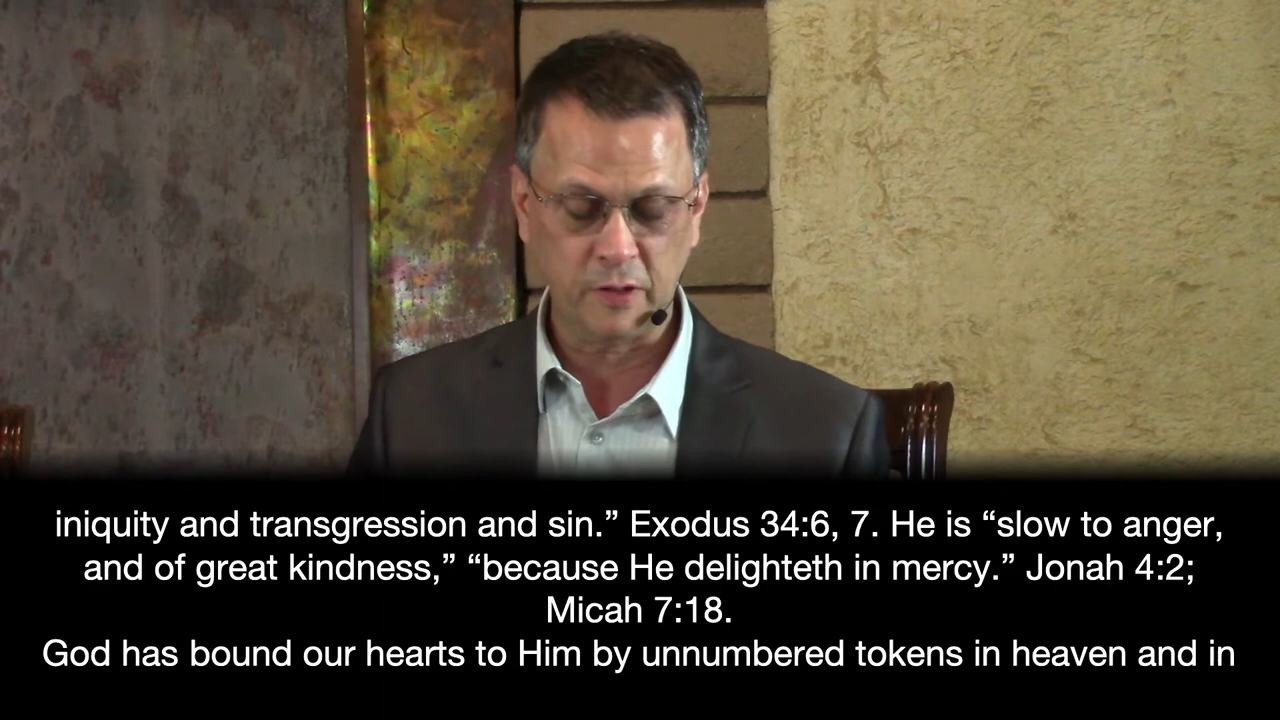 iniquity and transgression and sin.” Exodus 34:6, 7. He is “slow to anger,
and of great kindness,” “because He delighteth in mercy.” Jonah 4:2;
Micah 7:18.
God has bound our hearts to Him by unnumbered tokens in heaven and in